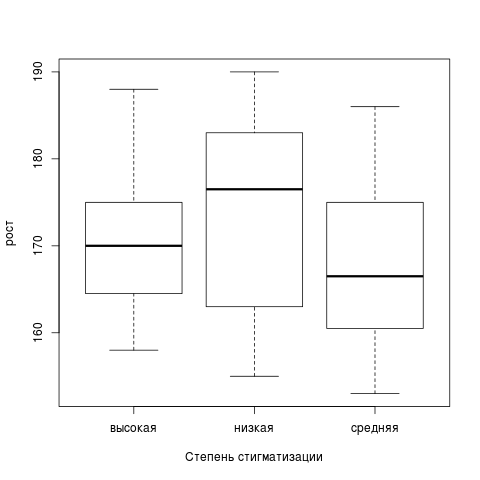 190
180
170
160
рост
высокая низкая средняя
Степень стигматизации